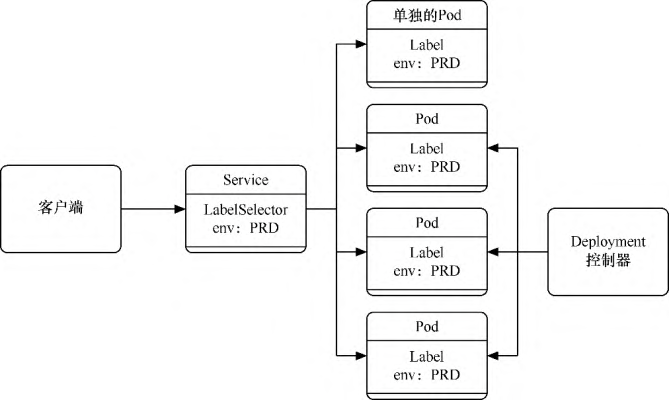 客户端
Service
LabelSelector
env：PRD
单独的Pod
Label
env：PRD
Pod
Label
env：PRD
Pod
Label
env：PRD
Pod
Label
env：PRD
Deployment
控制器